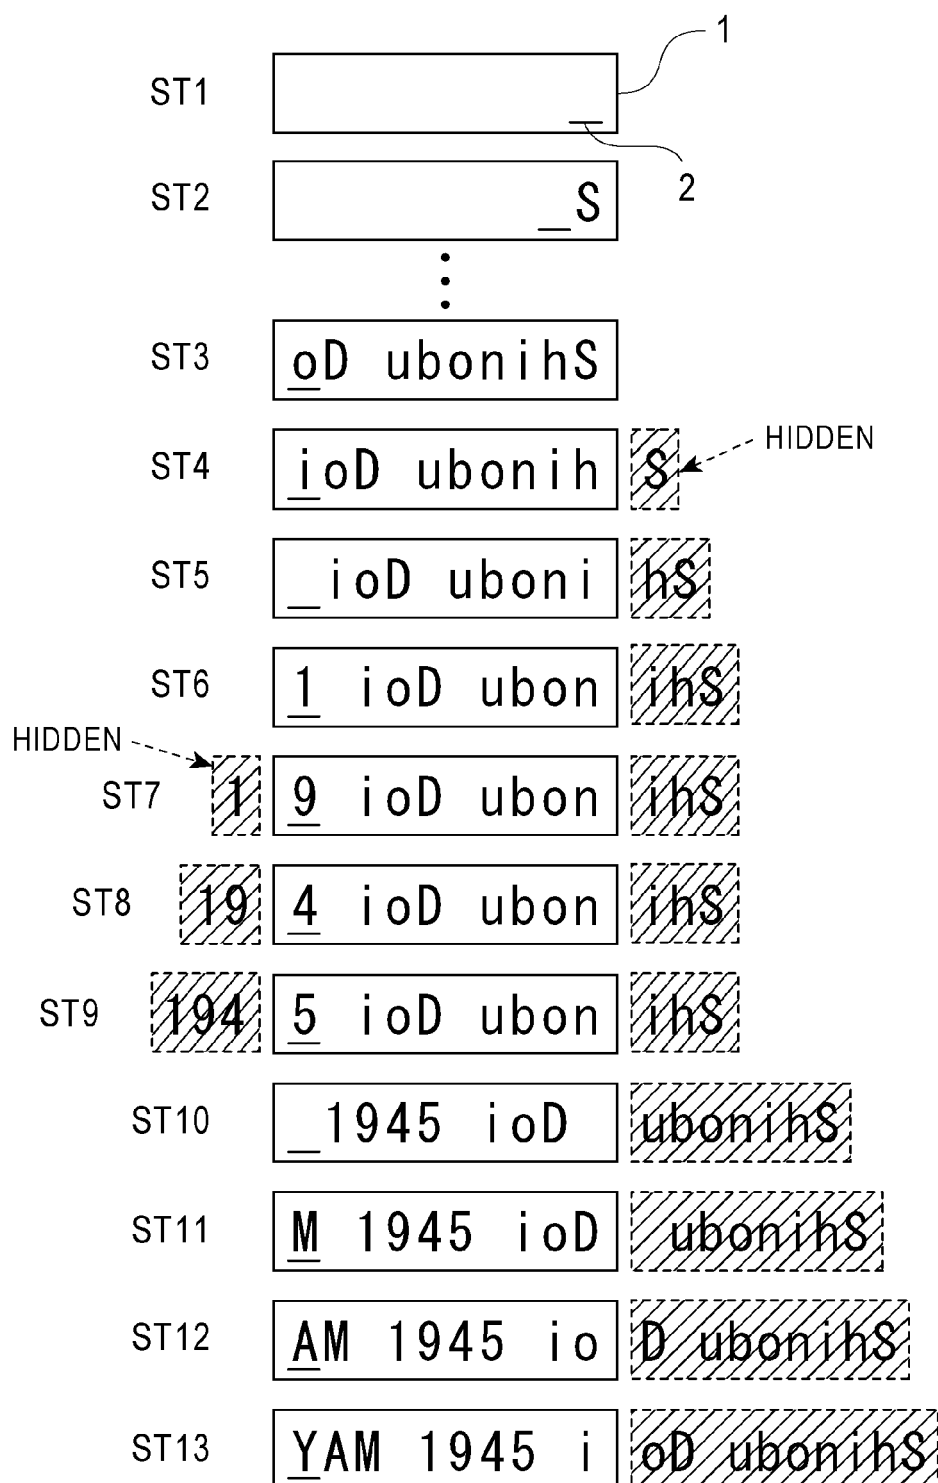 1
ST1 _
2
ST2 _S
ST3 oD ubonihS
ST4 ioD ubonih S HIDDEN
ST5 _ioD uboni hS
ST6 1 ioD ubon ihS
HIDDEN
ST7 1 9 ioD ubon ihS
ST8 19 4 ioD ubon ihS
ST9 194 5 ioD ubon ihS
ST10 _1945 ioD ubonihS
ST11 M 1945 ioD ubonihS
ST12 AM 1945 io D ubonihS
ST13 YAM 1945 i oD ubonihS